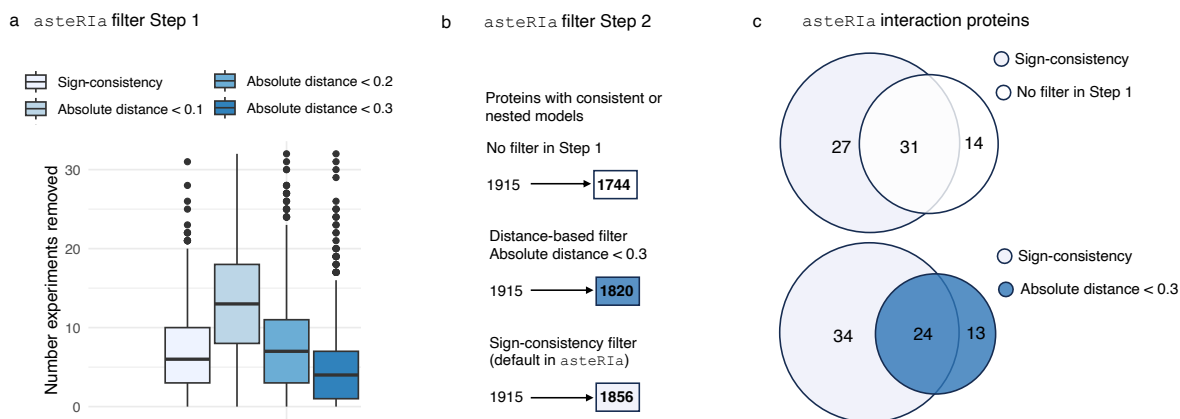 a asteRIa filter Step 1
Sign-consistency
Absolute distance < 0.2
Absolute distance < 0.1
Absolute distance < 0.3
Number experiments removed
30
20
10
0
b asteRIa filter Step 2
Proteins with consistent or
nested models
No filter in Step 1
1915 1744
Distance-based filter
Absolute distance < 0.3
1915 1820
Sign-consistency filter
(default in asteRIa)
1915 1856
c asteRIa interaction proteins
Sign-consistency
No filter in Step 1
27 31 14
Sign-consistency
Absolute distance < 0.3
34 24 13